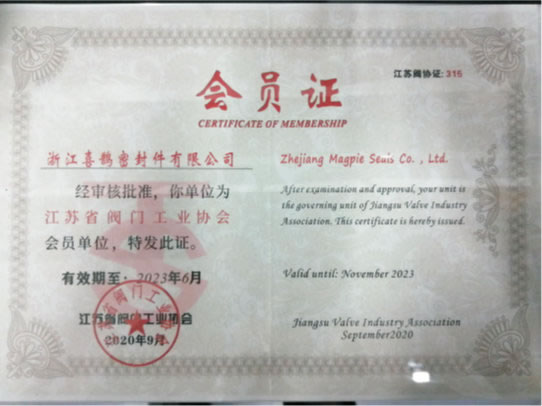 江苏阀协证: 315
会员证
CERTIFICATE OF MEMBERSHIP
浙江喜鹊密封件有限公司
经审核批准，你单位为
江苏省阀门工业协会
会员单位，特发此证。
有效期至: 2023年6月
江苏省阀门工业协会
2020年9月
Zhejiang Magpie Seals Co. , Ltd.
After examination and approval, your unit is
the governing unit of Jiangsu Valve Industry
Association. This certificate is hereby issued.
Valid until: November 2023
Jiangsu Valve Industry Association
September2020